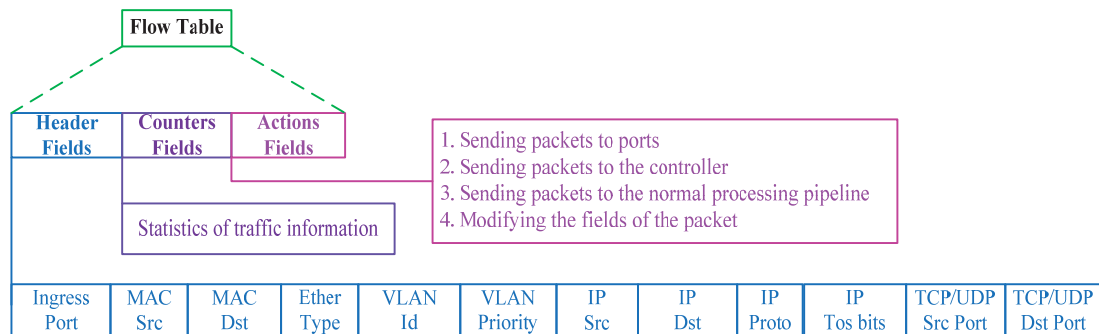 Flow Table
Header Fields
Counters Fields
Actions Fields
1. Sending packets to ports
2. Sending packets to the controller
3. Sending packets to the normal processing pipeline
4. Modifying the fields of the packet
Statistics of traffic information
Ingress Port
MAC Src
MAC Dst
Ether Type
VLAN Id
VLAN Priority
IP Src
IP Dst
IP Proto
IP Tos bits
TCP/UDP Src Port
TCP/UDP Dst Port